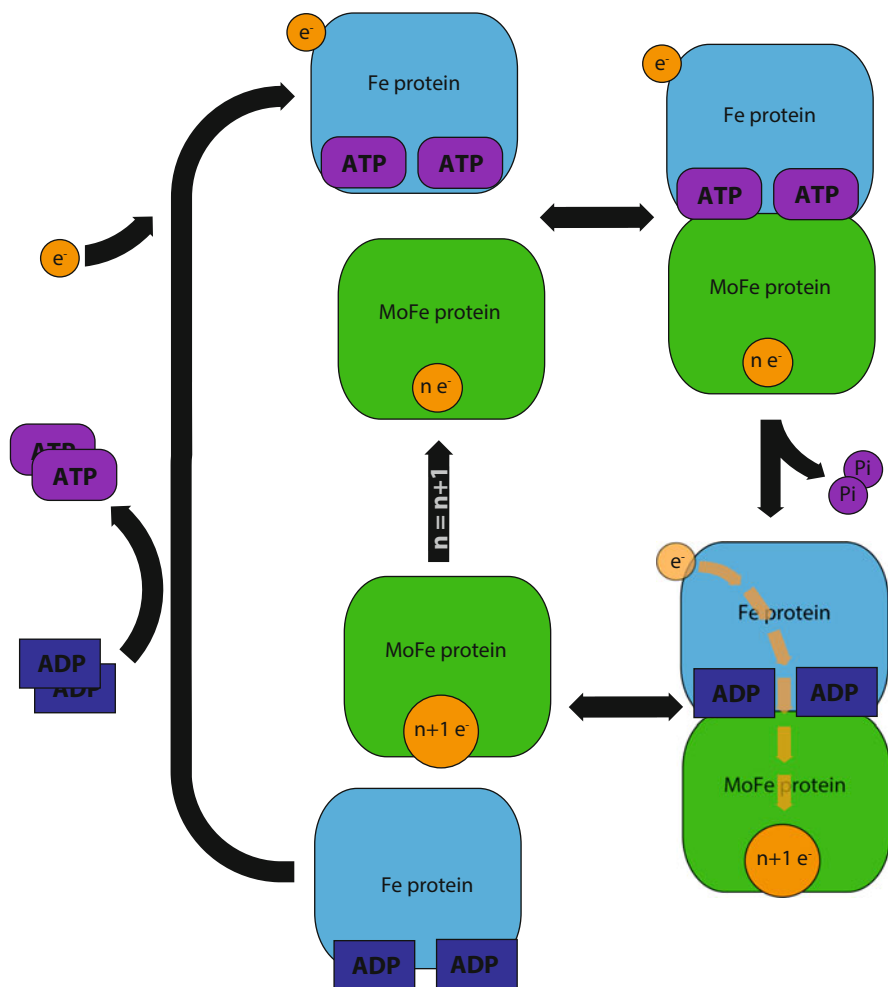 e-
Fe protein
ATP
ATP
e-
Fe protein
ATP
ATP
e-
MoFe protein
n e-
MoFe protein
n e-
ATP
ATP
n = n+1
Pi
Pi
e-
Fe protein
ADP
ADP
MoFe protein
n+1 e-
ADP
ADP
MoFe protein
n+1 e-
Fe protein
ADP
ADP